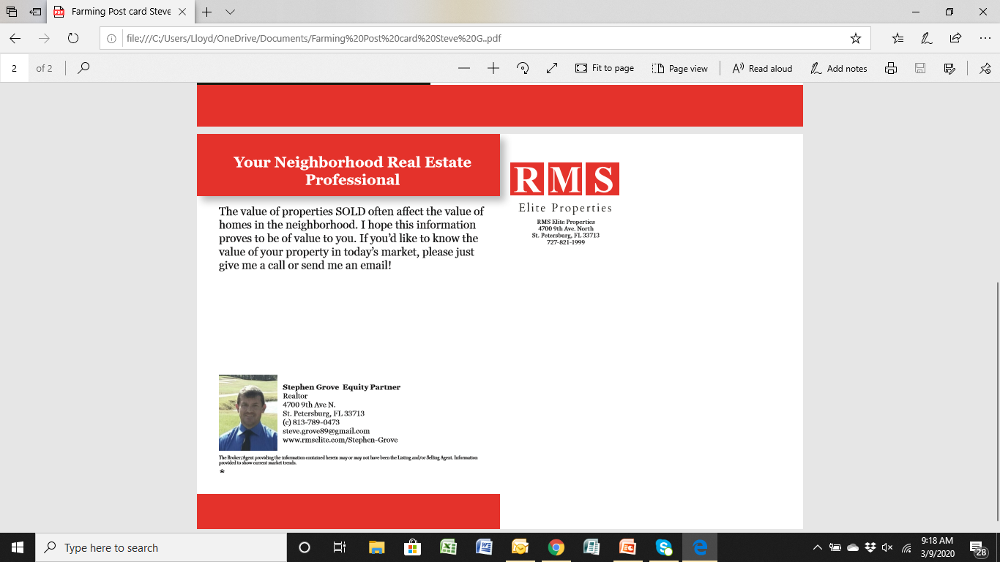 Farming Post card Steve
file:///C:/Users/Lloyd/OneDrive/Documents/Farming%20Post%20card%20Steve%20G..pdf
2 of 2 Fit to page Page view Read aloud Add notes
Your Neighborhood Real Estate
Professional
The value of properties SOLD often affect the value of
homes in the neighborhood. I hope this information
proves to be of value to you. If you’d like to know the
value of your property in today’s market, please just
give me a call or send me an email!
Stephen Grove Equity Partner
Realtor
4700 9th Ave N.
St. Petersburg, FL 33713
(c) 813-789-0473
steve.grove89@gmail.com
www.rmselite.com/Stephen-Grove
The Broker/Agent providing the information contained herein may or may not have been the Listing and/or Selling Agent. Information
provided to show current market trends.
RMS
Elite Properties
RMS Elite Properties
4700 9th Ave. North
St. Petersburg, FL 33713
727-821-1999
Type here to search
9:18 AM
3/9/2020
28